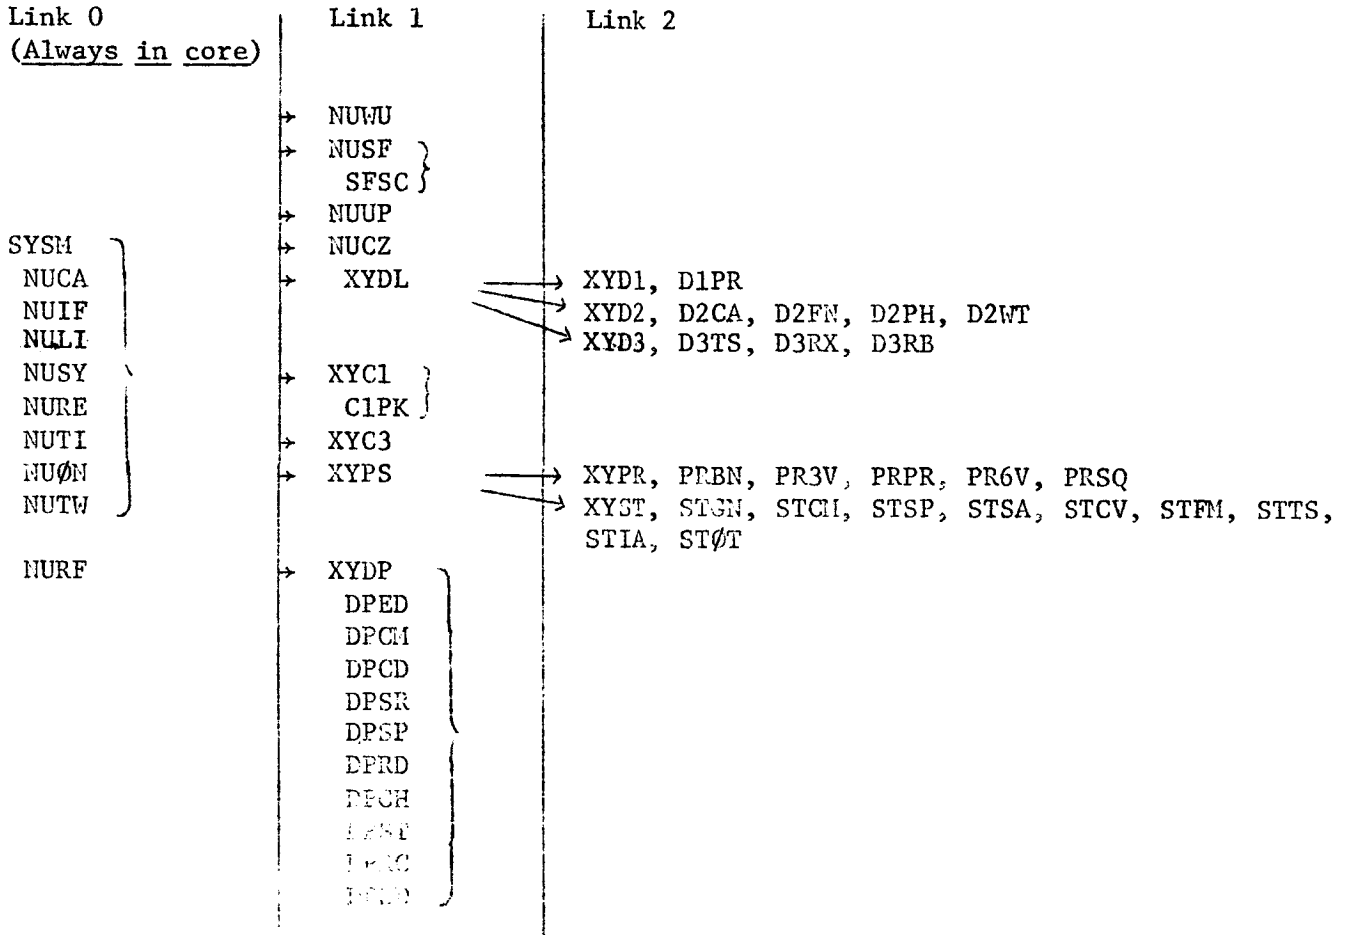 Link 0 Link 1 Link 2
(Always in core)
NUWU
NUSF
SFSC
NUUP
SYSM NUCZ
NUCA XYDL XYD1, D1PR
NUIF XYD2, D2CA, D2FN, D2PH, D2WT
NULI XYD3, D3TS, D3RX, D3RB
NUSY XYC1
NURE C1PK
NUTI XYC3
NUØN XYPS XYPR, PRBN, PR3V, PRPR, PR6V, PRSQ
NUTW XYST, STGN, STCH, STSP, STSA, STCV, STFM, STTS,
STIA, STØT
NURF XYDP
DPED
DPCM
DPCD
DPSR
DPSP
DPRD
DPCH